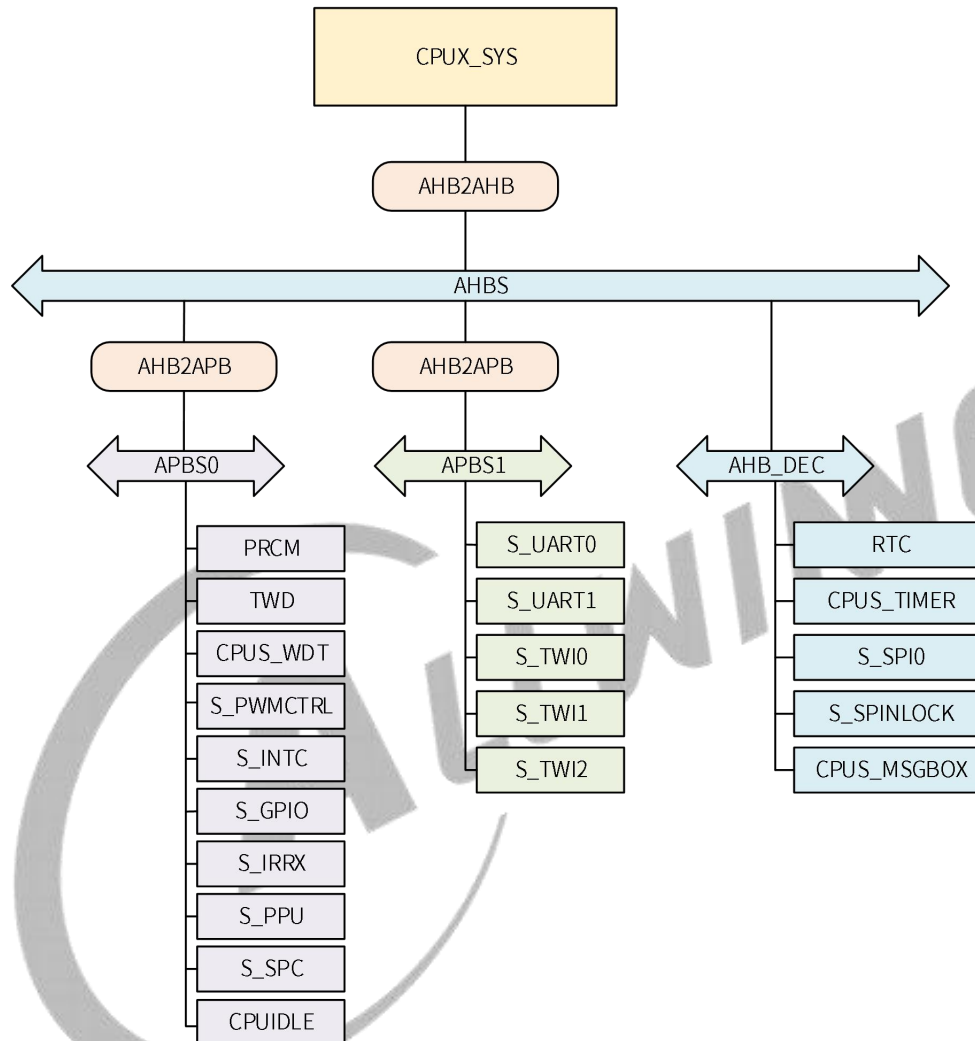 CPUX_SYS
AHB2AHB
AHBS
AHB2APB
AHB2APB
APBS0
APBS1
AHB_DEC
PRCM
TWD
CPUS_WDT
S_PWMCTRL
S_INTC
S_GPIO
S_IRRX
S_PPU
S_SPC
CPUIDLE
S_UART0
S_UART1
S_TWI0
S_TWI1
S_TWI2
RTC
CPUS_TIMER
S_SPI0
S_SPINLOCK
CPUS_MSGBOX